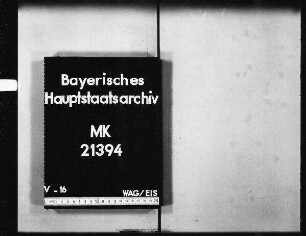 Bayerisches
Hauptstaatsarchiv
MK
21394
V - 16
WAG/EIS